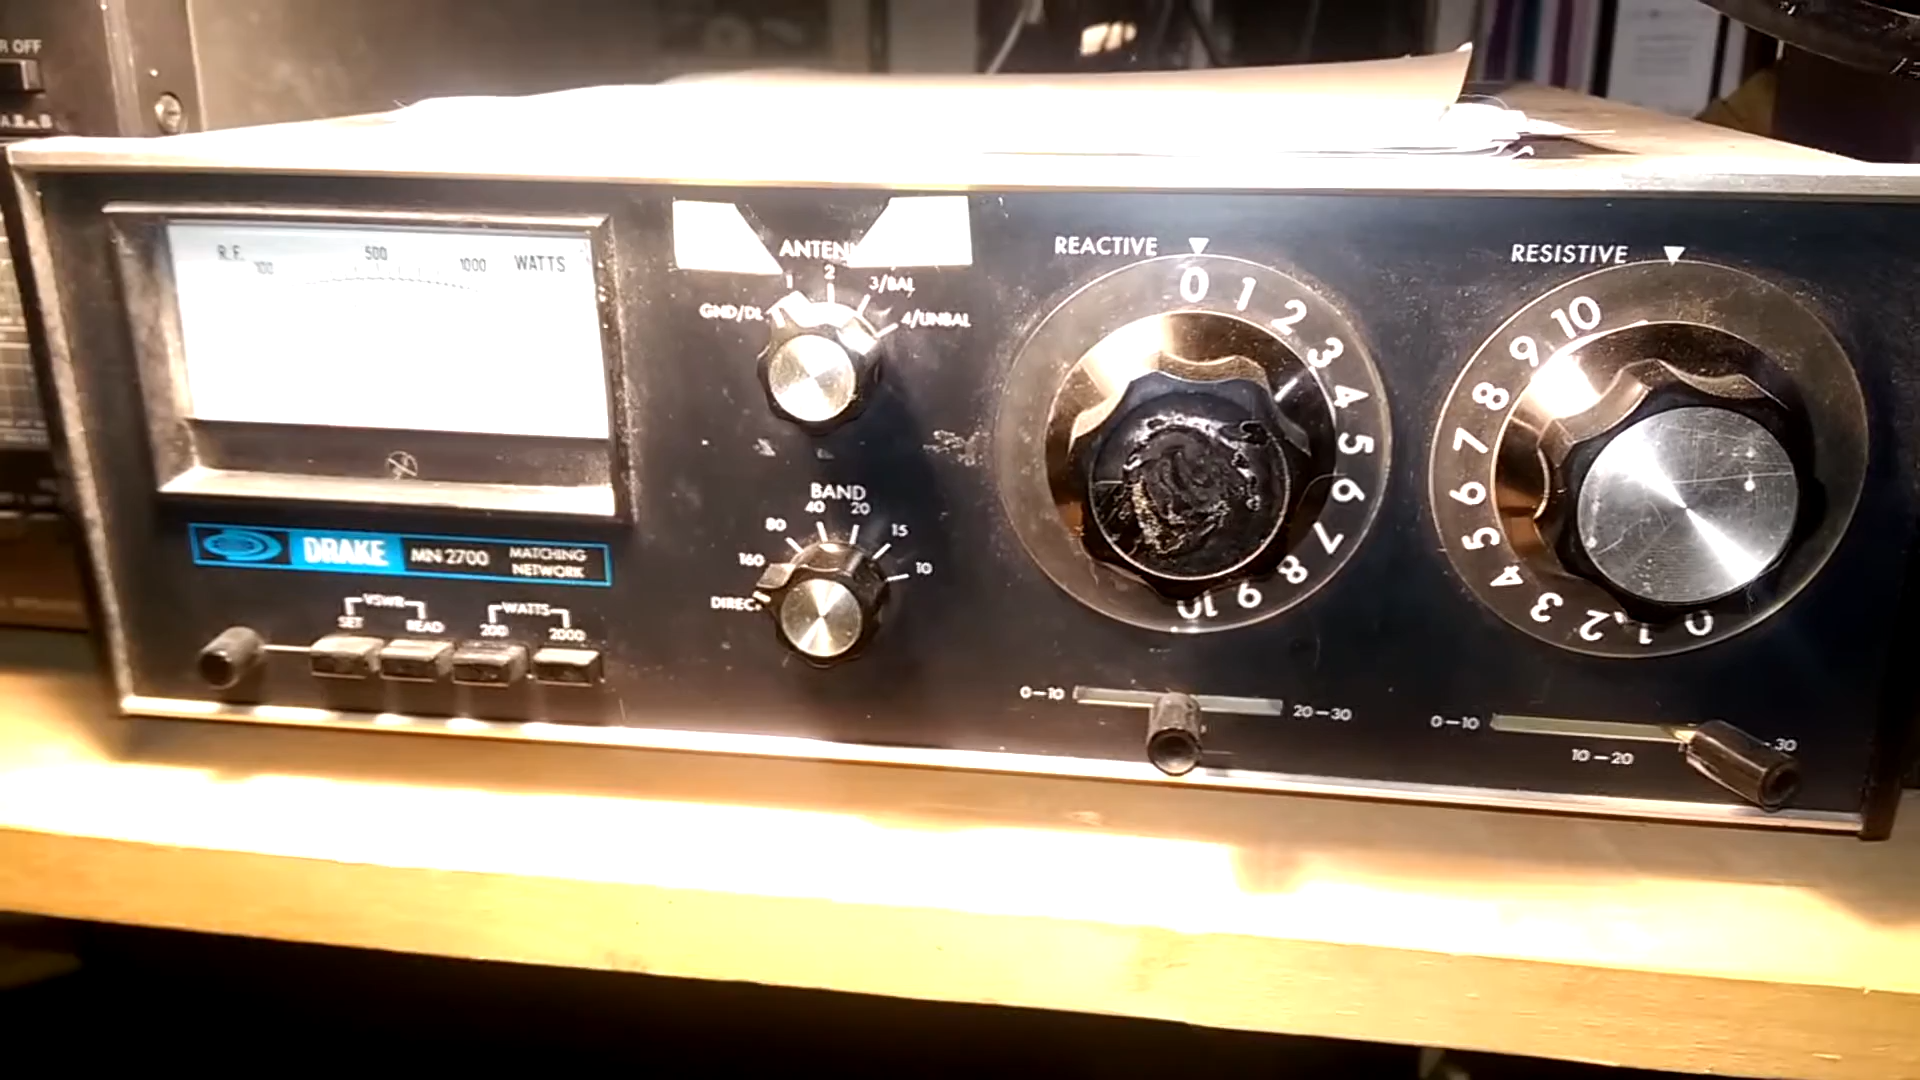 R OFF
R.F. 100 500 1000 WATTS
DRAKE MN 2700 MATCHING
NETWORK
VSWR WATTS
SET READ 200 2000
ANTEN
GND/DL 1 2 3/BAL 4/UNBAL
BAND
DIREC 160 80 40 20 15 10
REACTIVE
0 1 2 3 4 5 6 7 8 9 10
0-10 20-30
RESISTIVE
10 9 8 7 6 5 4 3 2 1 0
0-10 10-20 30